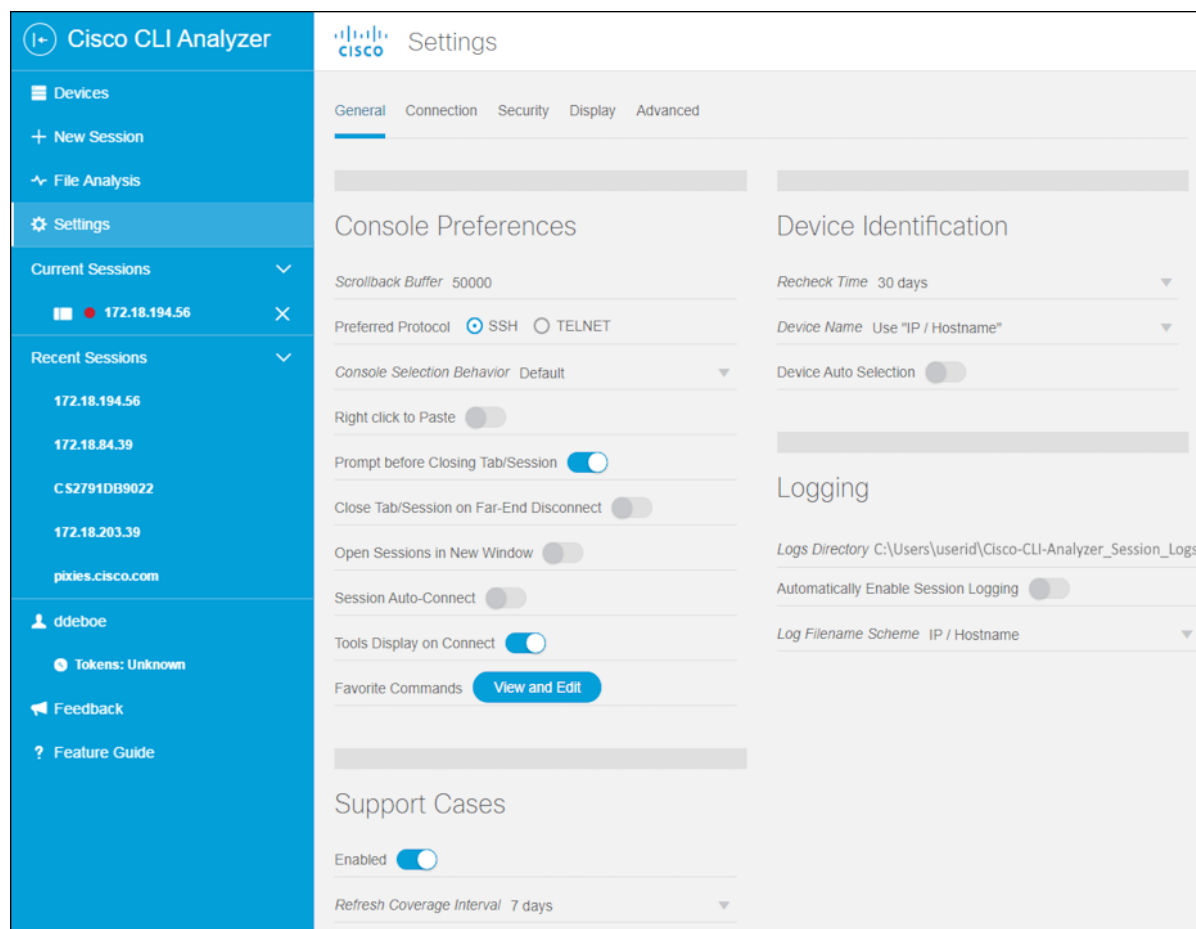 Cisco CLI Analyzer
Devices
New Session
File Analysis
Settings
Current Sessions
172.18.194.56
Recent Sessions
172.18.194.56
172.18.84.39
CS2791DB9022
172.18.203.39
pixies.cisco.com
ddeboe
Tokens: Unknown
Feedback
? Feature Guide
CISCO Settings
General Connection Security Display Advanced
Console Preferences
Scrollback Buffer 50000
Preferred Protocol SSH TELNET
Console Selection Behavior Default
Right click to Paste
Prompt before Closing Tab/Session
Close Tab/Session on Far-End Disconnect
Open Sessions in New Window
Session Auto-Connect
Tools Display on Connect
Favorite Commands View and Edit
Support Cases
Enabled
Refresh Coverage Interval 7 days
Device Identification
Recheck Time 30 days
Device Name Use "IP / Hostname"
Device Auto Selection
Logging
Logs Directory C:\Users\userid\Cisco-CLI-Analyzer_Session_Logs
Automatically Enable Session Logging
Log Filename Scheme IP / Hostname